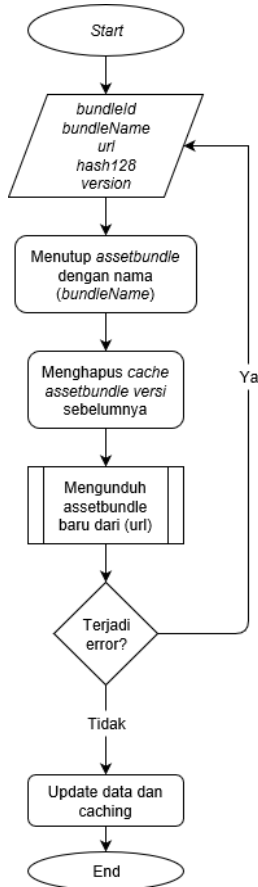 Start
bundleId
bundleName
url
hash128
version
Menutup assetbundle
dengan nama
(bundleName)
Menghapus cache
assetbundle versi
sebelumnya
Ya
Mengunduh
assetbundle
baru dari (url)
Terjadi
error?
Tidak
Update data dan
caching
End